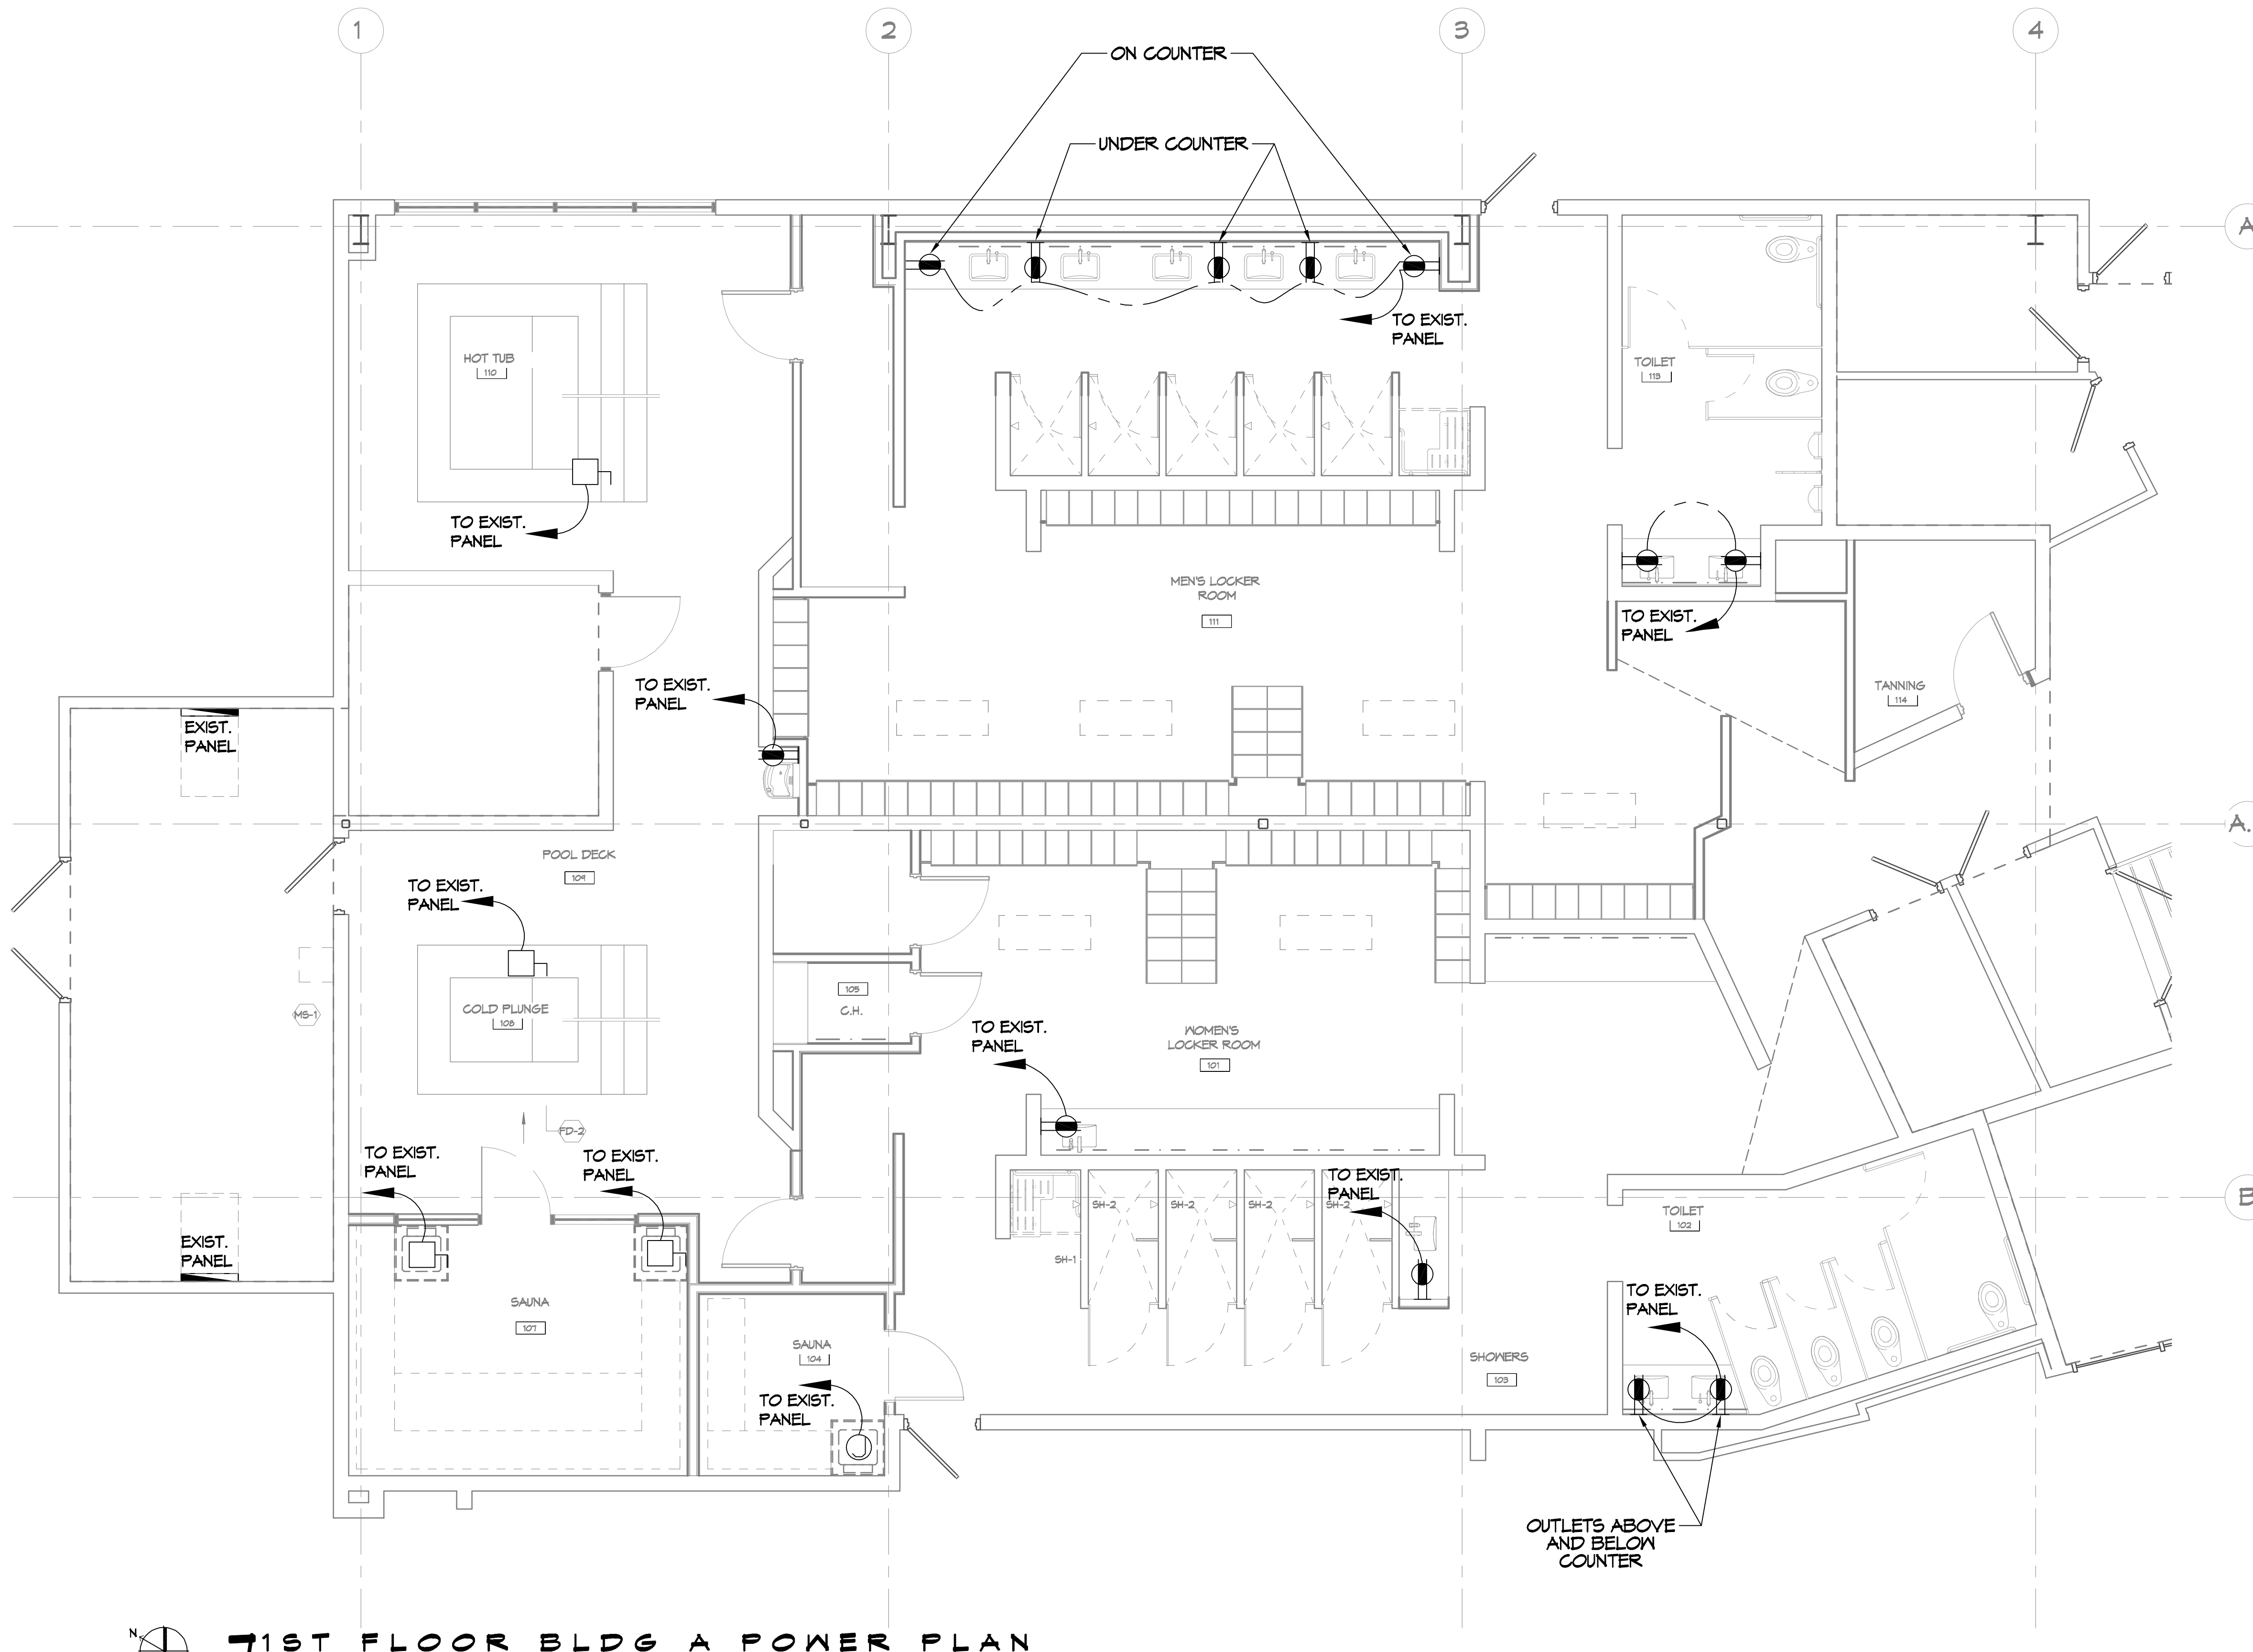 1
2
3
4
ON COUNTER
UNDER COUNTER
A
TO EXIST.
PANEL
HOT TUB
110
TOILET
113
TO EXIST.
PANEL
MEN'S LOCKER
ROOM
111
TO EXIST.
PANEL
TO EXIST.
PANEL
TANNING
114
EXIST.
PANEL
A.
POOL DECK
109
TO EXIST.
PANEL
COLD PLUNGE
108
MS-1
105
C.H.
TO EXIST.
PANEL
WOMEN'S
LOCKER ROOM
101
FD-2
TO EXIST.
PANEL
TO EXIST.
PANEL
TO EXIST.
PANEL
B
SH-2
SH-2
SH-2
SH-2
TOILET
102
EXIST.
PANEL
SH-1
SAUNA
107
TO EXIST.
PANEL
SAUNA
104
SHOWERS
103
TO EXIST.
PANEL
OUTLETS ABOVE
AND BELOW
COUNTER
N
1ST FLOOR BLDG A POWER PLAN